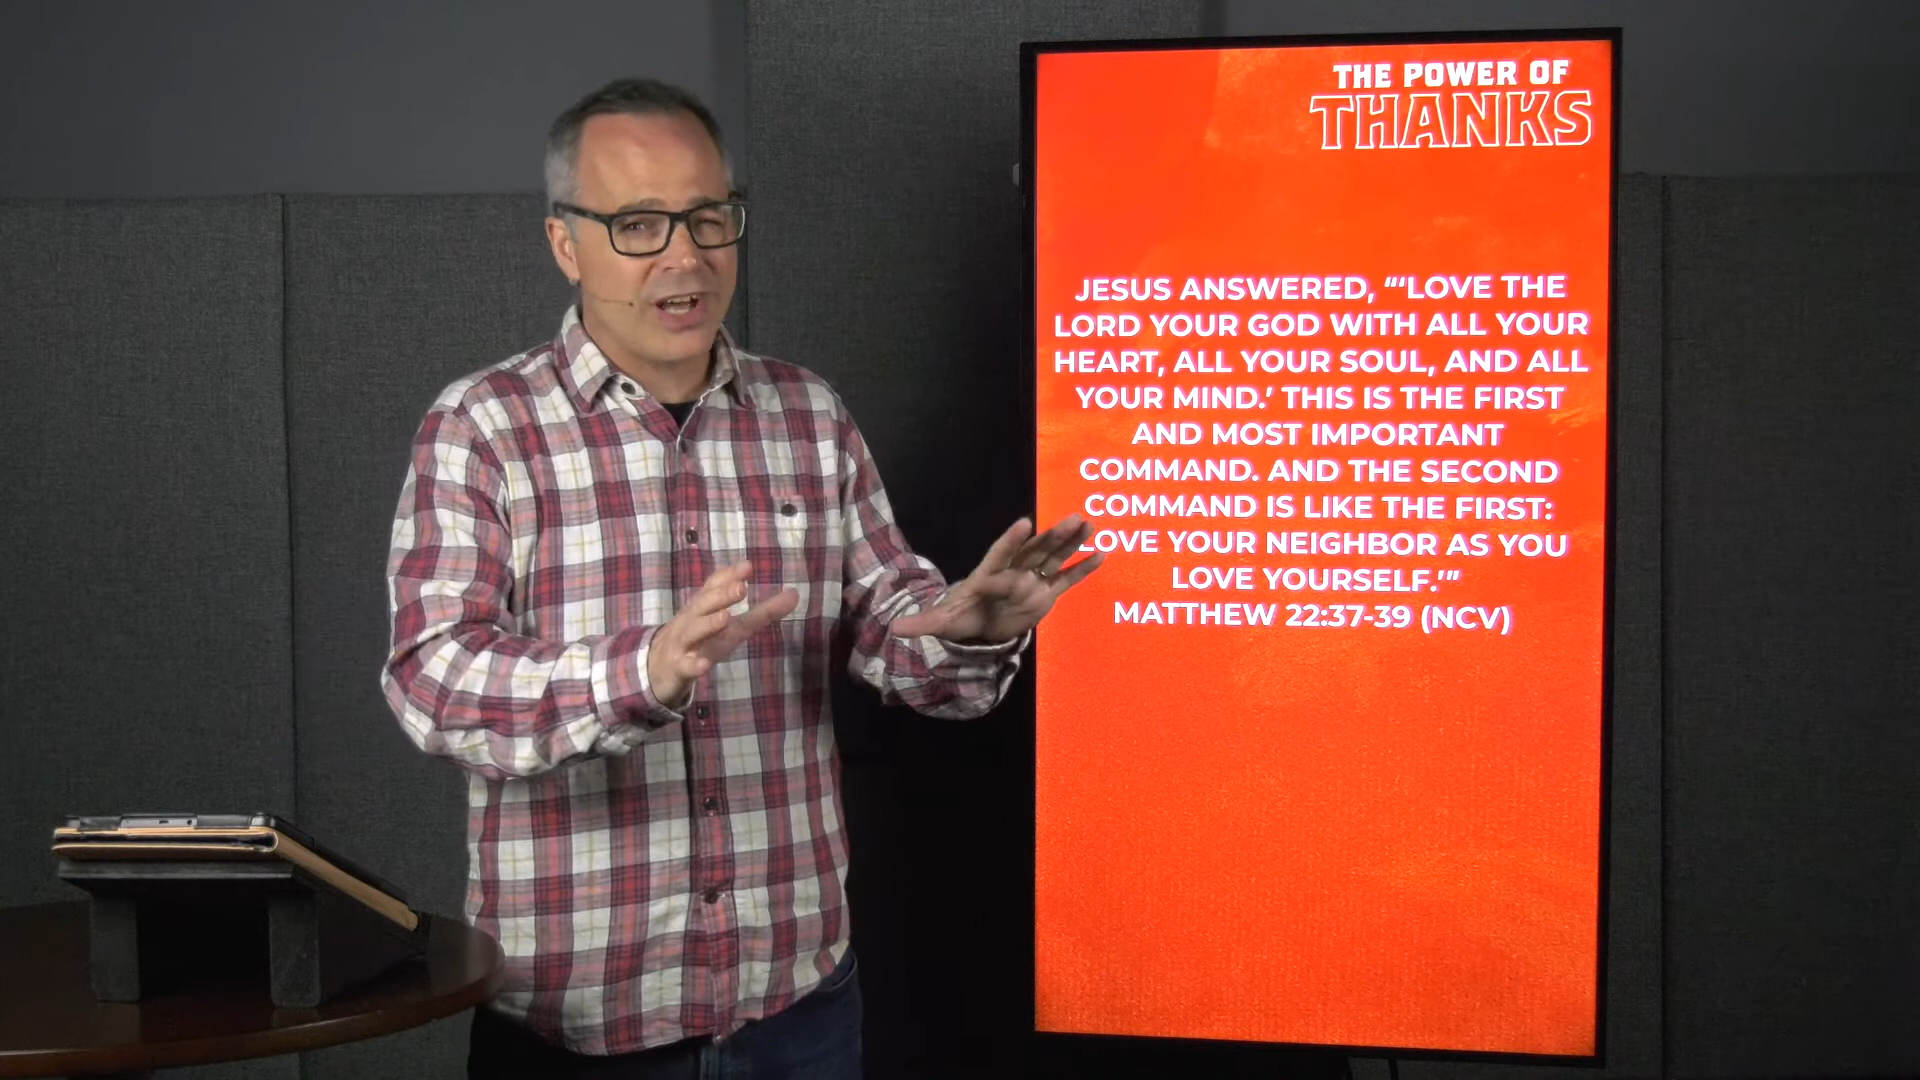 THE POWER OF
THANKS
JESUS ANSWERED, “‘LOVE THE
LORD YOUR GOD WITH ALL YOUR
HEART, ALL YOUR SOUL, AND ALL
YOUR MIND.’ THIS IS THE FIRST
AND MOST IMPORTANT
COMMAND. AND THE SECOND
COMMAND IS LIKE THE FIRST:
LOVE YOUR NEIGHBOR AS YOU
LOVE YOURSELF.’”
MATTHEW 22:37-39 (NCV)